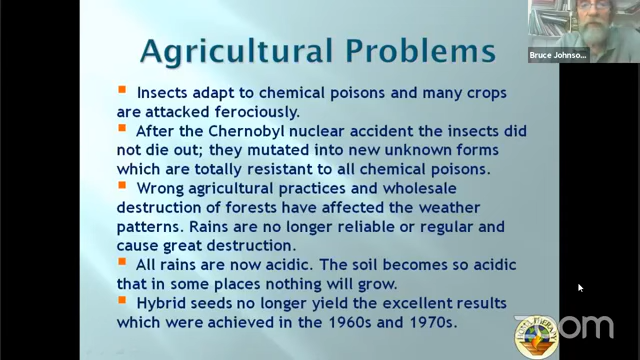 Agricultural Problems
Bruce Johnso...
Insects adapt to chemical poisons and many crops
are attacked ferociously.
After the Chernobyl nuclear accident the insects did
not die out; they mutated into new unknown forms
which are totally resistant to all chemical poisons.
Wrong agricultural practices and wholesale
destruction of forests have affected the weather
patterns. Rains are no longer reliable or regular and
cause great destruction.
All rains are now acidic. The soil becomes so acidic
that in some places nothing will grow.
Hybrid seeds no longer yield the excellent results
which were achieved in the 1960s and 1970s.
zoom